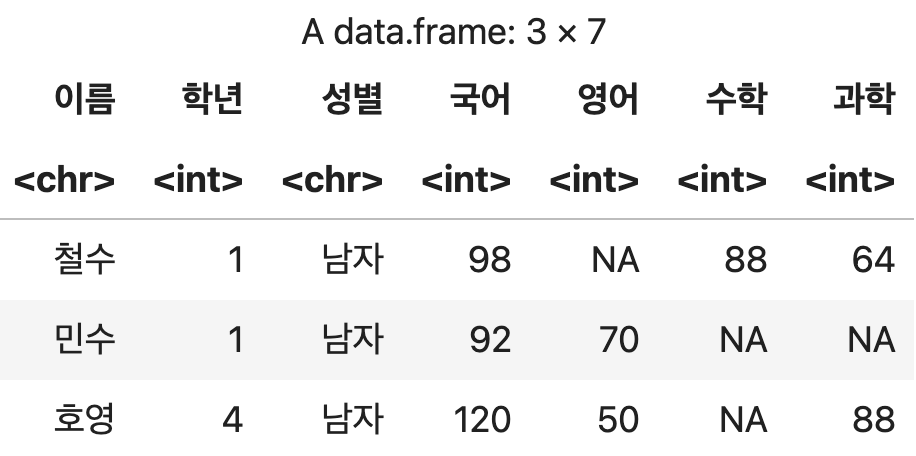 A data.frame: 3 × 7
이름 학년 성별 국어 영어 수학 과학
<chr> <int> <chr> <int> <int> <int> <int>
철수 1 남자 98 NA 88 64
민수 1 남자 92 70 NA NA
호영 4 남자 120 50 NA 88